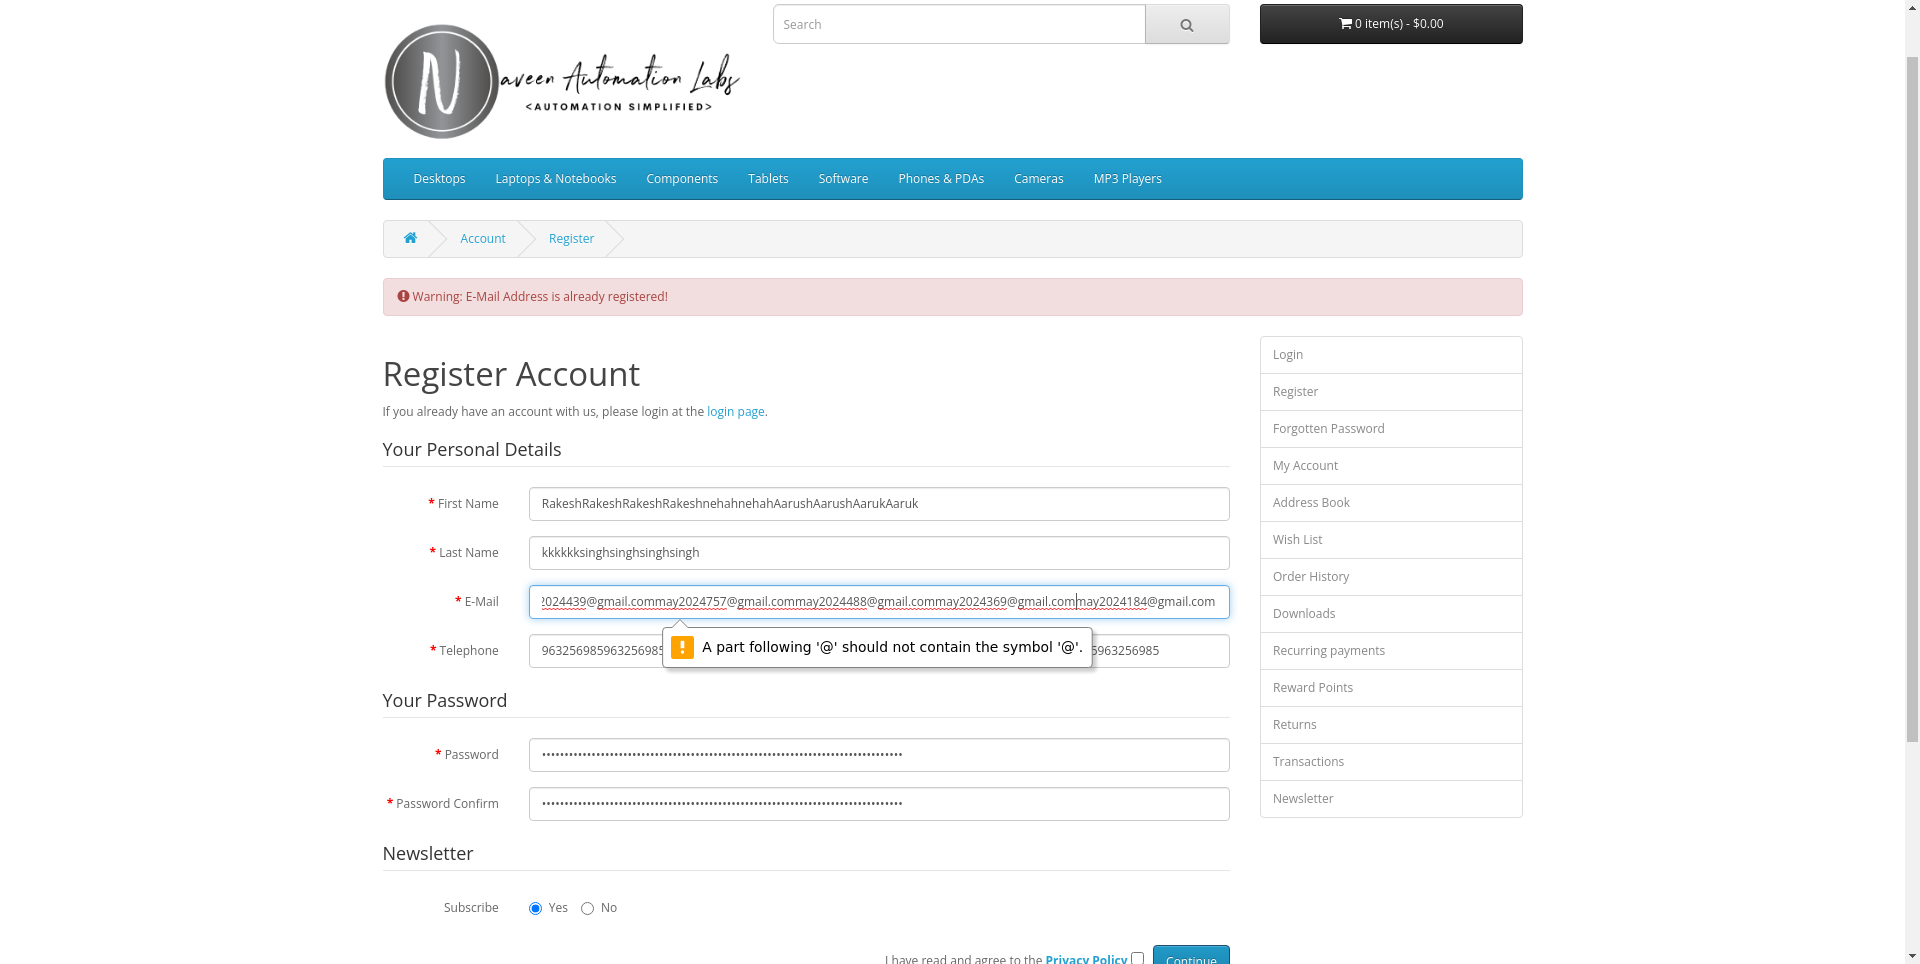 Search
0 item(s) - $0.00
N aveen Automation Labs
<AUTOMATION SIMPLIFIED>
Desktops Laptops & Notebooks Components Tablets Software Phones & PDAs Cameras MP3 Players
Account Register
Warning: E-Mail Address is already registered!
Register Account
If you already have an account with us, please login at the login page.
Your Personal Details
* First Name RakeshRakeshRakeshRakeshnehahnehahAarushAarushAarukAaruk
* Last Name kkkkkksinghsinghsinghsingh
* E-Mail 2024439@gmail.commay2024757@gmail.commay2024488@gmail.commay2024369@gmail.commay2024184@gmail.com
A part following '@' should not contain the symbol '@'.
* Telephone 963256985963256985 5963256985
Your Password
* Password
* Password Confirm
Newsletter
Subscribe Yes No
I have read and agree to the Privacy Policy Continue
Login
Register
Forgotten Password
My Account
Address Book
Wish List
Order History
Downloads
Recurring payments
Reward Points
Returns
Transactions
Newsletter